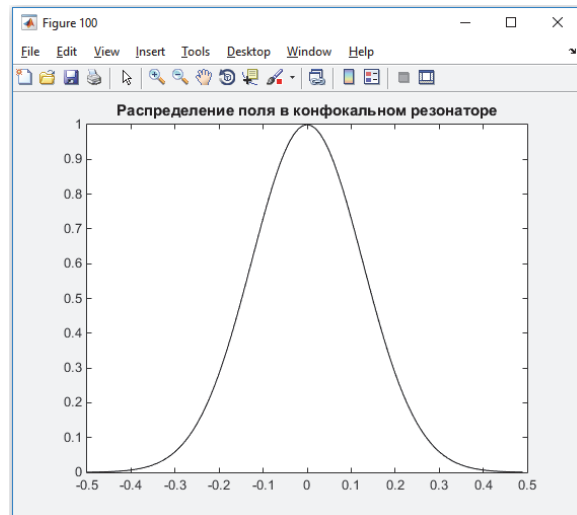 Figure 100
File Edit View Insert Tools Desktop Window Help
Распределение поля в конфокальном резонаторе
1
0.9
0.8
0.7
0.6
0.5
0.4
0.3
0.2
0.1
0
-0.5 -0.4 -0.3 -0.2 -0.1 0 0.1 0.2 0.3 0.4 0.5